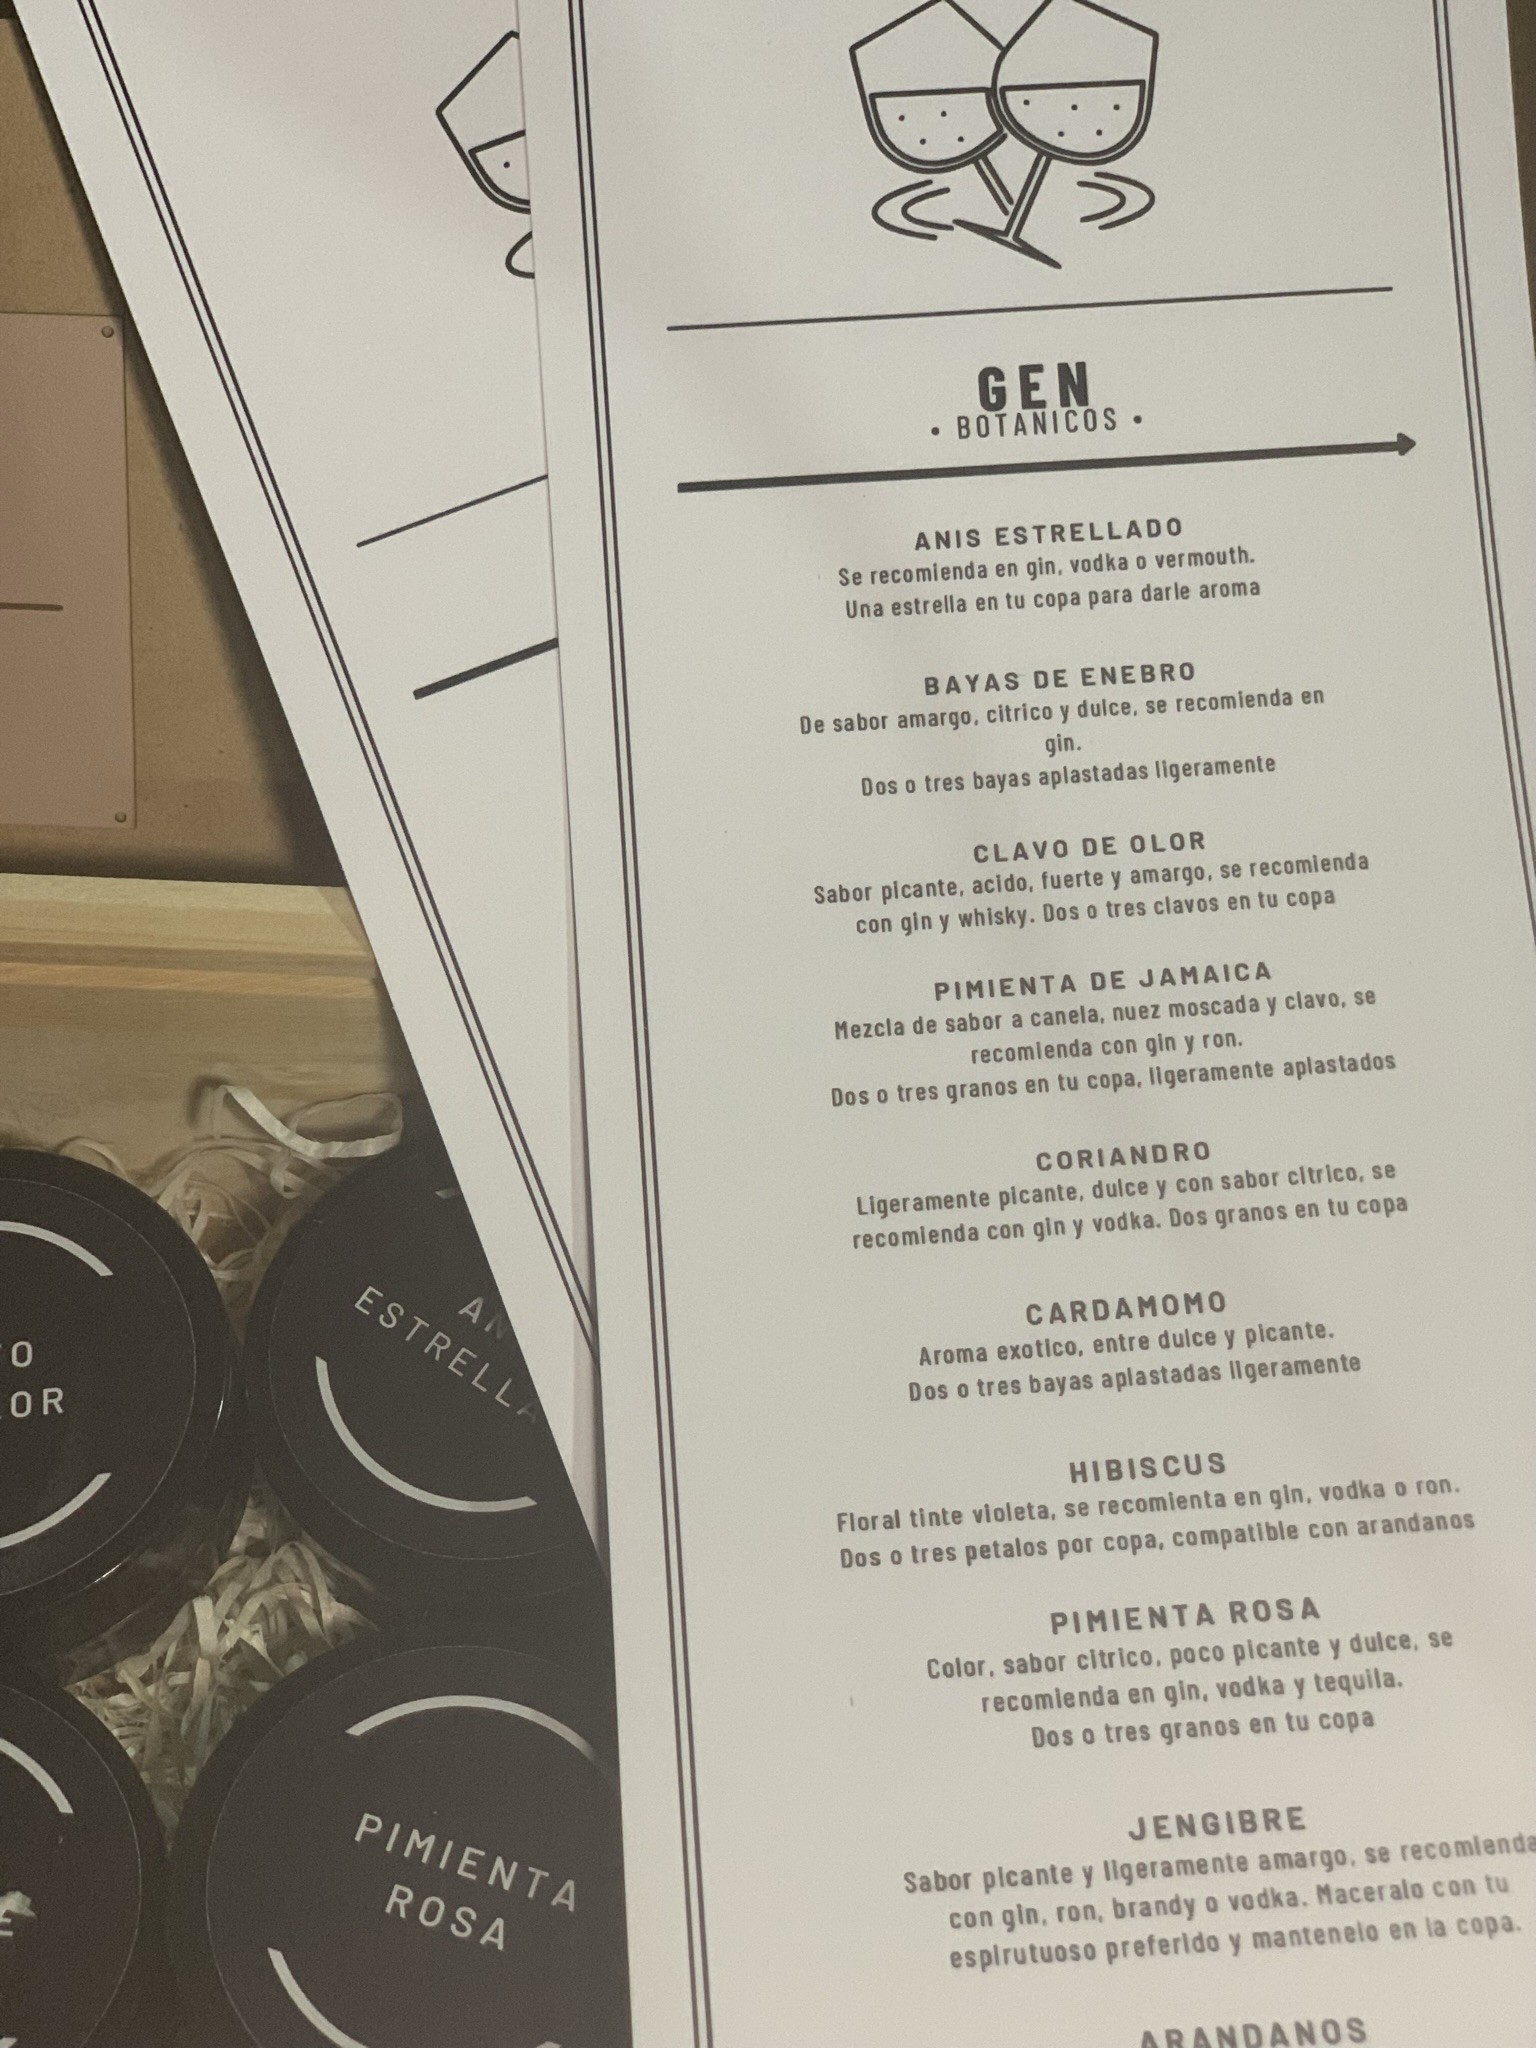 GEN
• BOTANICOS •
ANIS ESTRELLADO
Se recomienda en gin, vodka o vermouth.
Una estrella en tu copa para darle aroma
BAYAS DE ENEBRO
De sabor amargo, citrico y dulce, se recomienda en
gin.
Dos o tres bayas aplastadas ligeramente
CLAVO DE OLOR
Sabor picante, acido, fuerte y amargo, se recomienda
con gin y whisky. Dos o tres clavos en tu copa
PIMIENTA DE JAMAICA
Mezcla de sabor a canela, nuez moscada y clavo, se
recomienda con gin y ron.
Dos o tres granos en tu copa, ligeramente aplastados
CORIANDRO
Ligeramente picante, dulce y con sabor citrico, se
recomienda con gin y vodka. Dos granos en tu copa
CARDAMOMO
Aroma exotico, entre dulce y picante.
Dos o tres bayas aplastadas ligeramente
HIBISCUS
Floral tinte violeta, se recomienta en gin, vodka o ron.
Dos o tres petalos por copa, compatible con arandanos
PIMIENTA ROSA
Color, sabor citrico, poco picante y dulce, se
recomienda en gin, vodka y tequila.
Dos o tres granos en tu copa
JENGIBRE
Sabor picante y ligeramente amargo, se recomienda
con gin, ron, brandy o vodka. Maceralo con tu
espirutuoso preferido y mantenelo en la copa.
ARANDANOS
O
OR
AN
ESTRELLA
PIMIENTA
ROSA
E